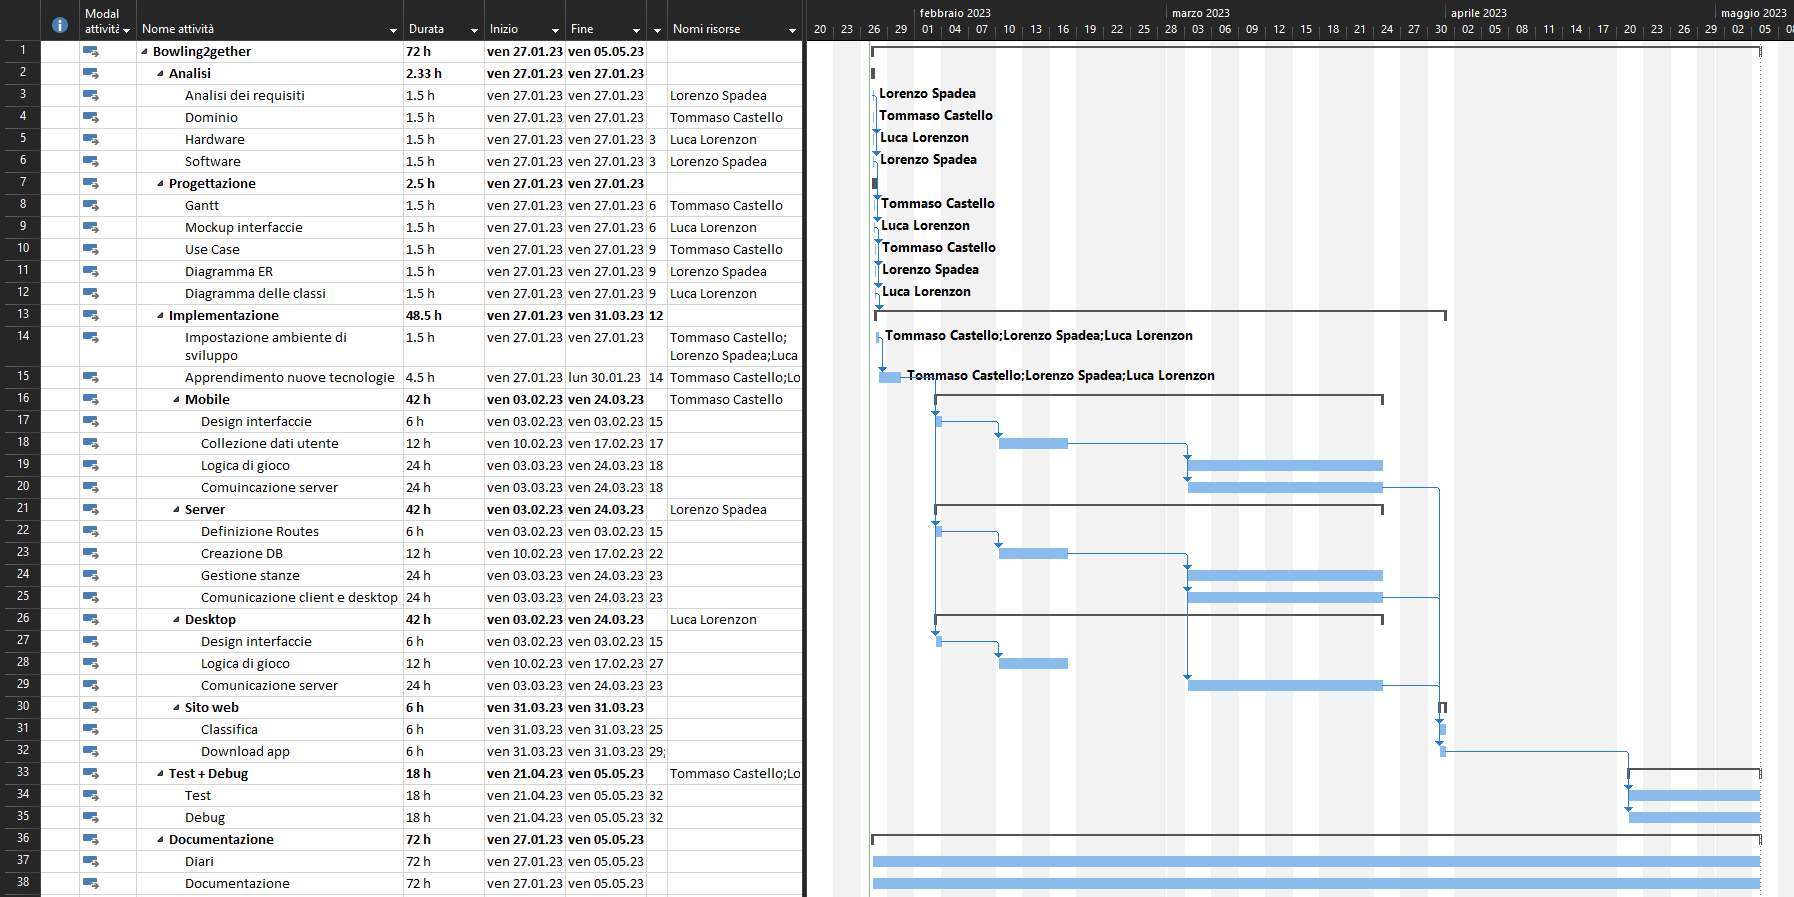 febbraio 2023 marzo 2023 aprile 2023 maggio 2023
Modal attività Nome attività Durata Inizio Fine Nomi risorse
20 23 26 29 01 04 07 10 13 16 19 22 25 28 03 06 09 12 15 18 21 24 27 30 02 05 08 11 14 17 20 23 26 29 02 05
1 Bowling2gether 72 h ven 27.01.23 ven 05.05.23
2 Analisi 2.33 h ven 27.01.23 ven 27.01.23
3 Analisi dei requisiti 1.5 h ven 27.01.23 ven 27.01.23 Lorenzo Spadea Lorenzo Spadea
4 Dominio 1.5 h ven 27.01.23 ven 27.01.23 Tommaso Castello Tommaso Castello
5 Hardware 1.5 h ven 27.01.23 ven 27.01.23 3 Luca Lorenzon Luca Lorenzon
6 Software 1.5 h ven 27.01.23 ven 27.01.23 3 Lorenzo Spadea Lorenzo Spadea
7 Progettazione 2.5 h ven 27.01.23 ven 27.01.23
8 Gantt 1.5 h ven 27.01.23 ven 27.01.23 6 Tommaso Castello Tommaso Castello
9 Mockup interfaccie 1.5 h ven 27.01.23 ven 27.01.23 6 Luca Lorenzon Luca Lorenzon
10 Use Case 1.5 h ven 27.01.23 ven 27.01.23 9 Tommaso Castello Tommaso Castello
11 Diagramma ER 1.5 h ven 27.01.23 ven 27.01.23 9 Lorenzo Spadea Lorenzo Spadea
12 Diagramma delle classi 1.5 h ven 27.01.23 ven 27.01.23 9 Luca Lorenzon Luca Lorenzon
13 Implementazione 48.5 h ven 27.01.23 ven 31.03.23 12
14 Impostazione ambiente di 1.5 h ven 27.01.23 ven 27.01.23 Tommaso Castello; Tommaso Castello;Lorenzo Spadea;Luca Lorenzon
sviluppo Lorenzo Spadea;Luca
15 Apprendimento nuove tecnologie 4.5 h ven 27.01.23 lun 30.01.23 14 Tommaso Castello;Lo Tommaso Castello;Lorenzo Spadea;Luca Lorenzon
16 Mobile 42 h ven 03.02.23 ven 24.03.23 Tommaso Castello
17 Design interfaccie 6 h ven 03.02.23 ven 03.02.23 15
18 Collezione dati utente 12 h ven 10.02.23 ven 17.02.23 17
19 Logica di gioco 24 h ven 03.03.23 ven 24.03.23 18
20 Comuincazione server 24 h ven 03.03.23 ven 24.03.23 18
21 Server 42 h ven 03.02.23 ven 24.03.23 Lorenzo Spadea
22 Definizione Routes 6 h ven 03.02.23 ven 03.02.23 15
23 Creazione DB 12 h ven 10.02.23 ven 17.02.23 22
24 Gestione stanze 24 h ven 03.03.23 ven 24.03.23 23
25 Comunicazione client e desktop 24 h ven 03.03.23 ven 24.03.23 23
26 Desktop 42 h ven 03.02.23 ven 24.03.23 Luca Lorenzon
27 Design interfaccie 6 h ven 03.02.23 ven 03.02.23 15
28 Logica di gioco 12 h ven 10.02.23 ven 17.02.23 27
29 Comunicazione server 24 h ven 03.03.23 ven 24.03.23 23
30 Sito web 6 h ven 31.03.23 ven 31.03.23
31 Classifica 6 h ven 31.03.23 ven 31.03.23 25
32 Download app 6 h ven 31.03.23 ven 31.03.23 29;
33 Test + Debug 18 h ven 21.04.23 ven 05.05.23 Tommaso Castello;Lo
34 Test 18 h ven 21.04.23 ven 05.05.23 32
35 Debug 18 h ven 21.04.23 ven 05.05.23 32
36 Documentazione 72 h ven 27.01.23 ven 05.05.23
37 Diari 72 h ven 27.01.23 ven 05.05.23
38 Documentazione 72 h ven 27.01.23 ven 05.05.23